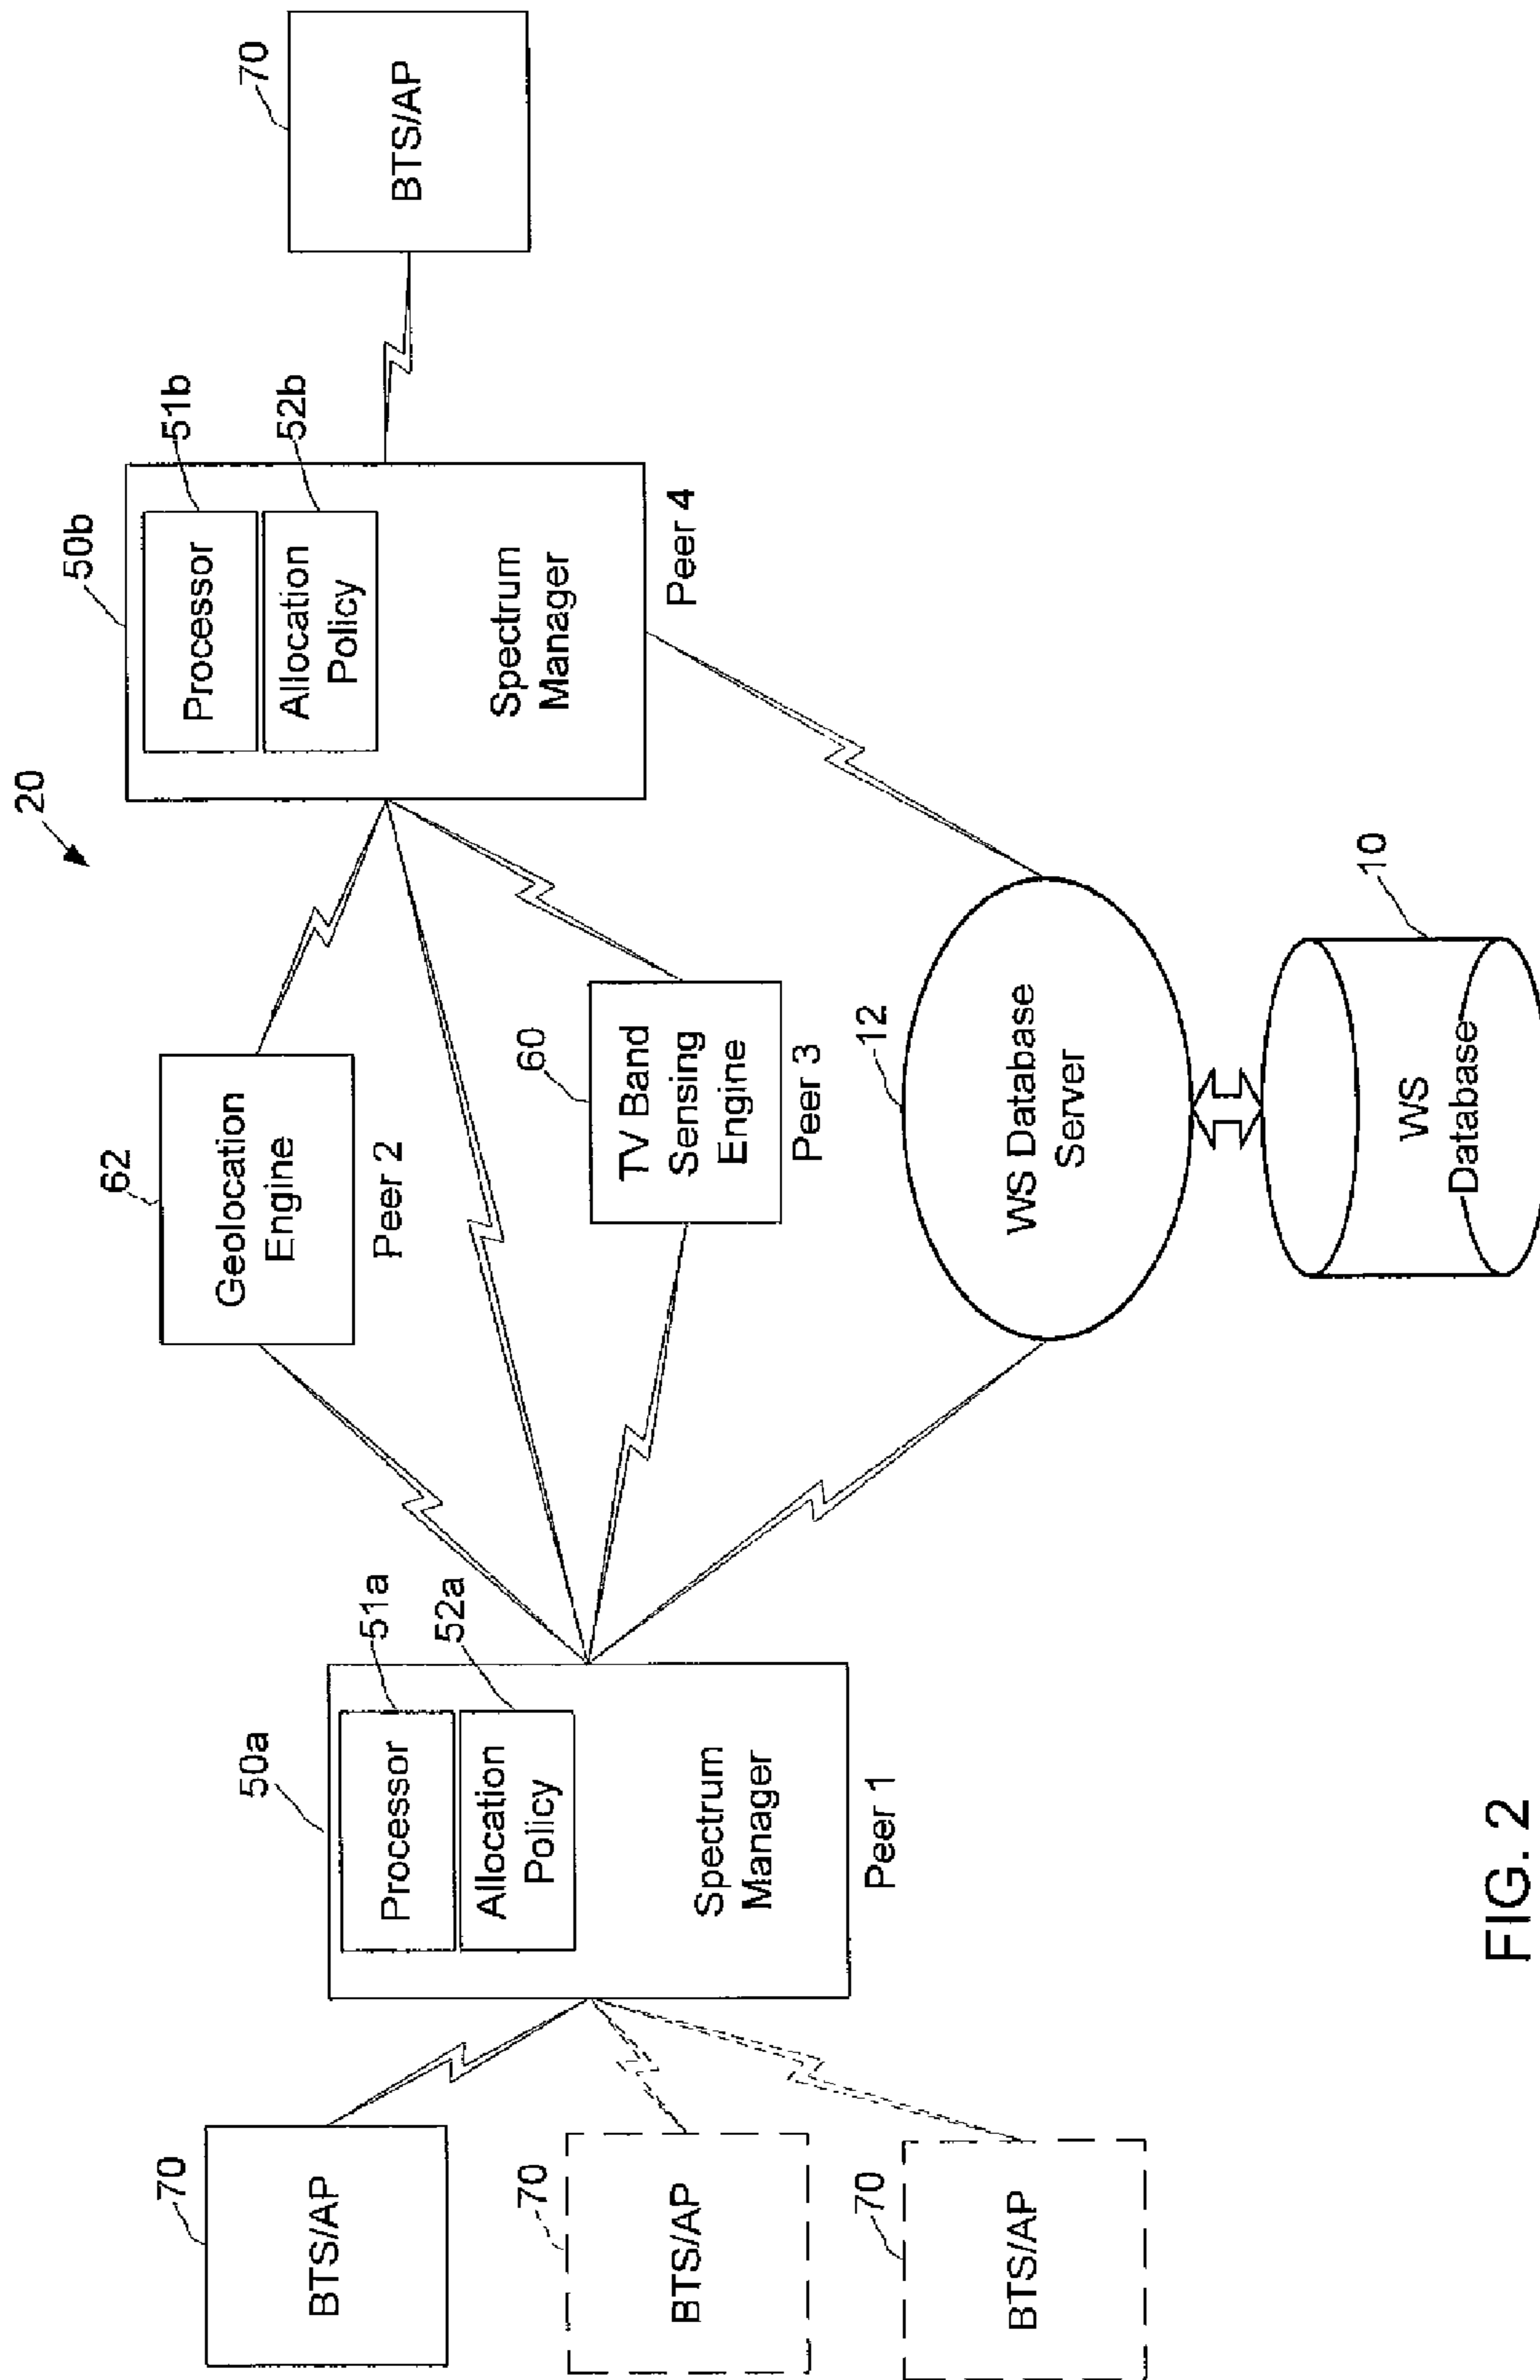 20
70
BTS/AP
70
BTS/AP
70
BTS/AP
50a
Processor
51a
Allocation
Policy
52a
Spectrum
Manager
Peer 1
62
Geolocation
Engine
Peer 2
60
TV Band
Sensing
Engine
Peer 3
12
WS Database
Server
10
WS
Database
50b
Processor
51b
Allocation
Policy
52b
Spectrum
Manager
Peer 4
70
BTS/AP
FIG. 2